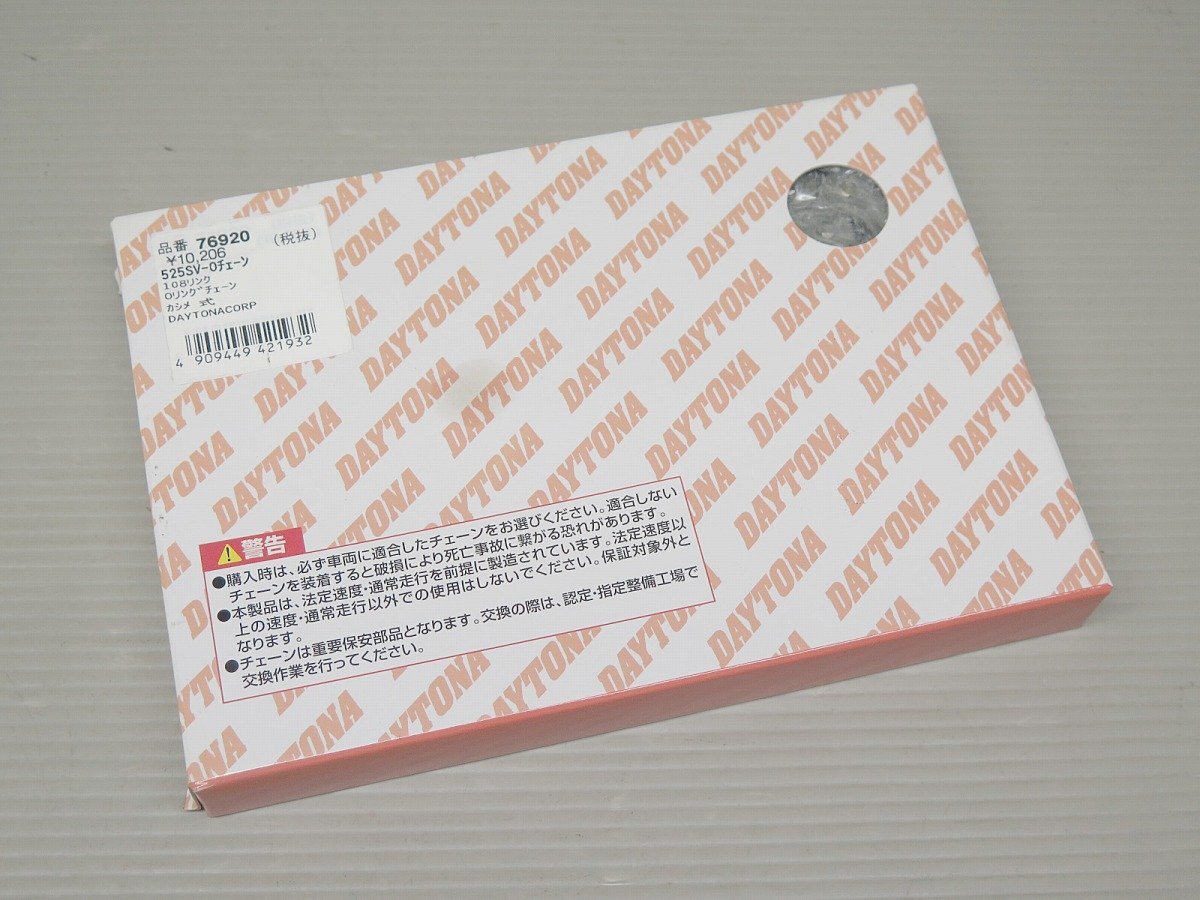 品番 76920 (税抜)
¥10,206
525SV-Oチェーン
108リンク
Oリング゛チェーン
カシメ 式
DAYTONACORP
4 909449 421932
警告
●購入時は、必ず車両に適合したチェーンをお選びください。適合しない
チェーンを装着すると破損により死亡事故に繋がる恐れがあります。
●本製品は、法定速度・通常走行を前提に製造されています。法定速度以
上の速度・通常走行以外での使用はしないでください。保証対象外と
なります。
●チェーンは重要保安部品となります。交換の際は、認定・指定整備工場で
交換作業を行ってください。
DAYTONA